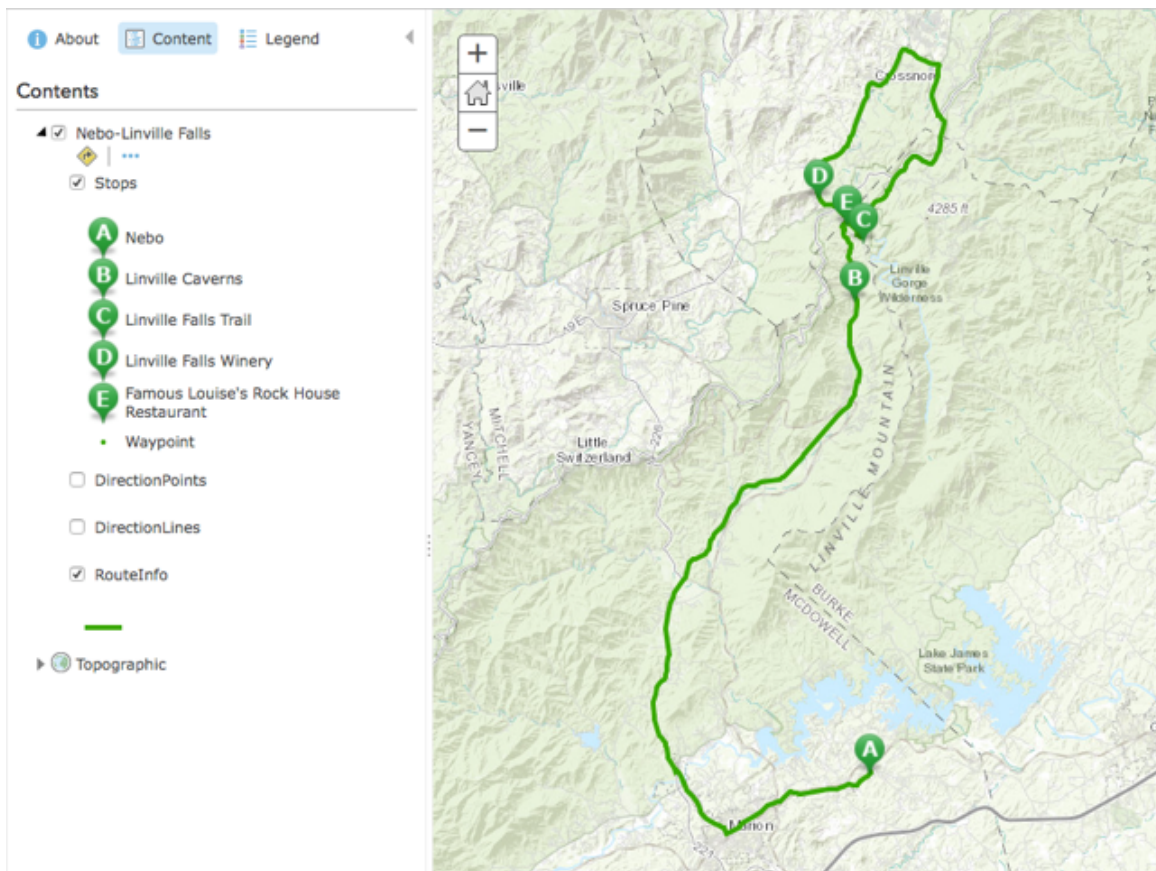 About
Content
Legend
Contents
Nebo-Linville Falls
Stops
A
Nebo
B
Linville Caverns
C
Linville Falls Trail
D
Linville Falls Winery
E
Famous Louise's Rock House
Restaurant
Waypoint
DirectionPoints
DirectionLines
RouteInfo
Topographic
+
−
sville
Crossnore
D
E
C
4285 ft
B
Linville
Gorge
Wilderness
Spruce Pine
19E
226
MITCHELL
YANCEY
Little
Switzerland
LINVILLE MOUNTAIN
BURKE
MCDOWELL
Lake James
State Park
A
Marion
221